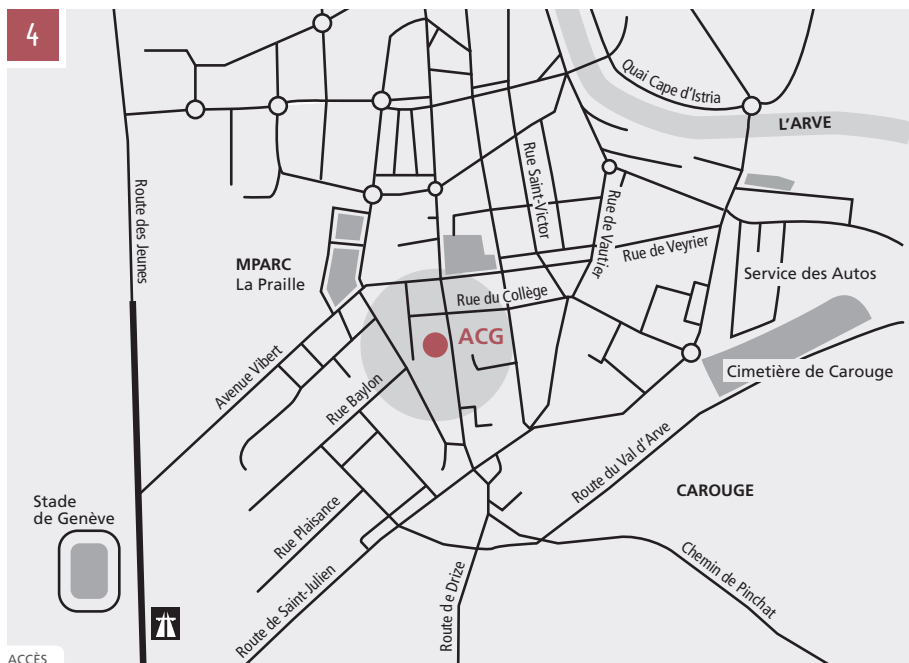 4
Quai Cape d'Istria
L'ARVE
Route des Jeunes
Rue Saint-Victor
Rue de Vautier
Rue de Veyrier
MPARC
La Praille
Service des Autos
Rue du Collège
ACG
Avenue Vibert
Cimetière de Carouge
Rue Baylon
Route du Val d'Arve
CAROUGE
Stade
de Genève
Rue Plaisance
Chemin de Pinchat
Route de Saint-Julien
Route de Drize
ACCÈS